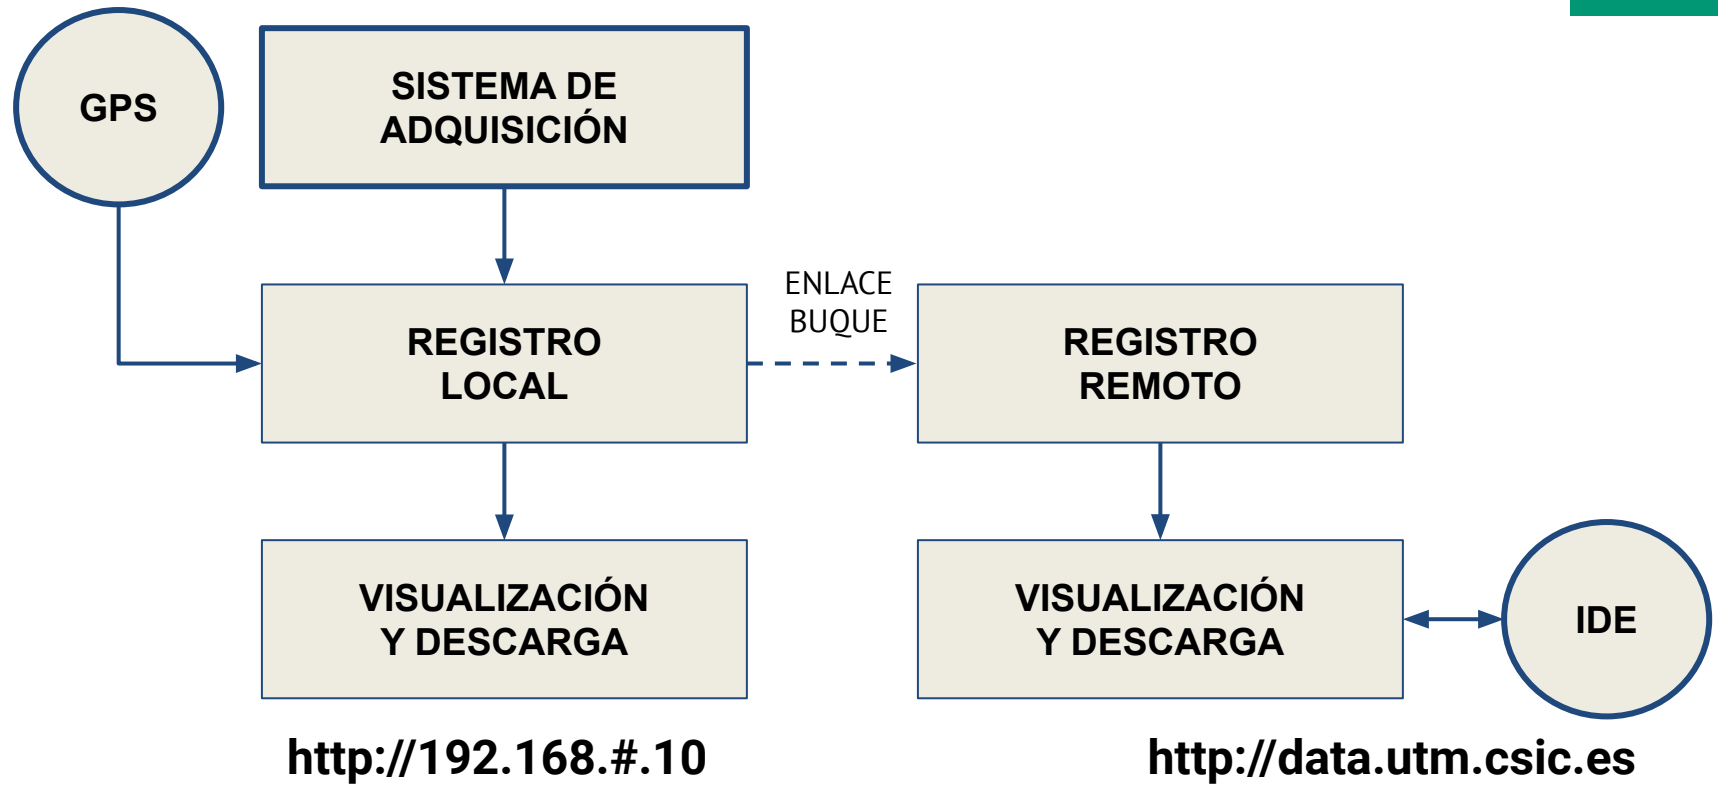 GPS
SISTEMA DE
ADQUISICIÓN
ENLACE
BUQUE
REGISTRO
LOCAL
REGISTRO
REMOTO
VISUALIZACIÓN
Y DESCARGA
VISUALIZACIÓN
Y DESCARGA
IDE
http://192.168.#.10
http://data.utm.csic.es